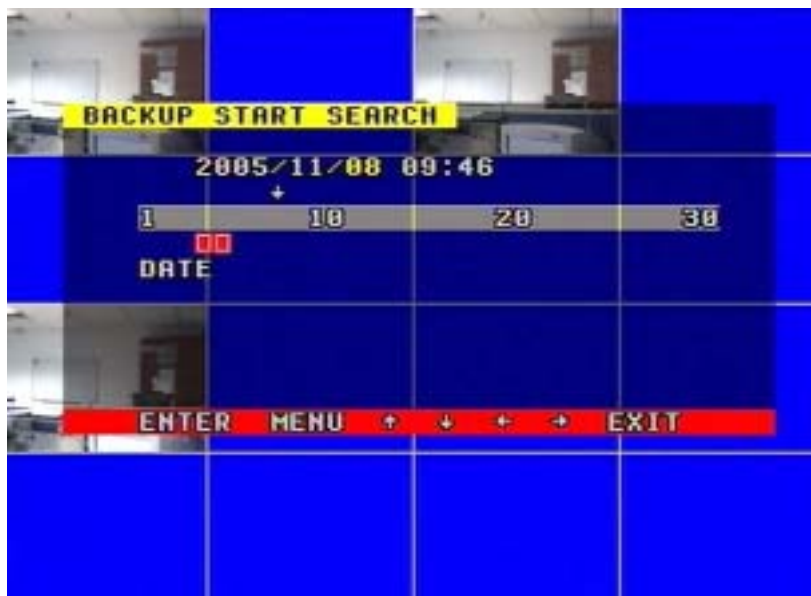 BACKUP START SEARCH
2005/11/08 09:46
↓
1 10 20 30
DATE
ENTER MENU ↑ ↓ ← → EXIT